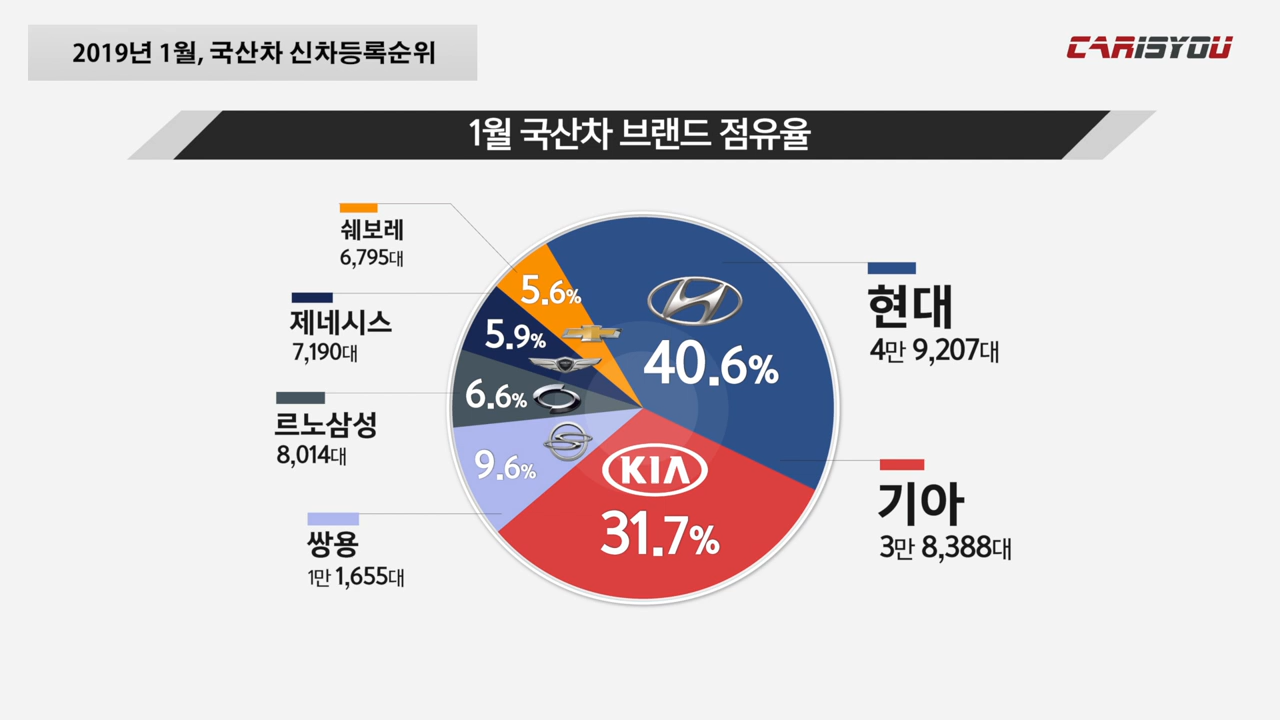 2019년 1월, 국산차 신차등록순위
CARISYOU
1월 국산차 브랜드 점유율
쉐보레
6,795대
5.6%
제네시스
7,190대
5.9%
르노삼성
8,014대
6.6%
쌍용
1만 1,655대
9.6%
40.6%
현대
4만 9,207대
KIA
31.7%
기아
3만 8,388대